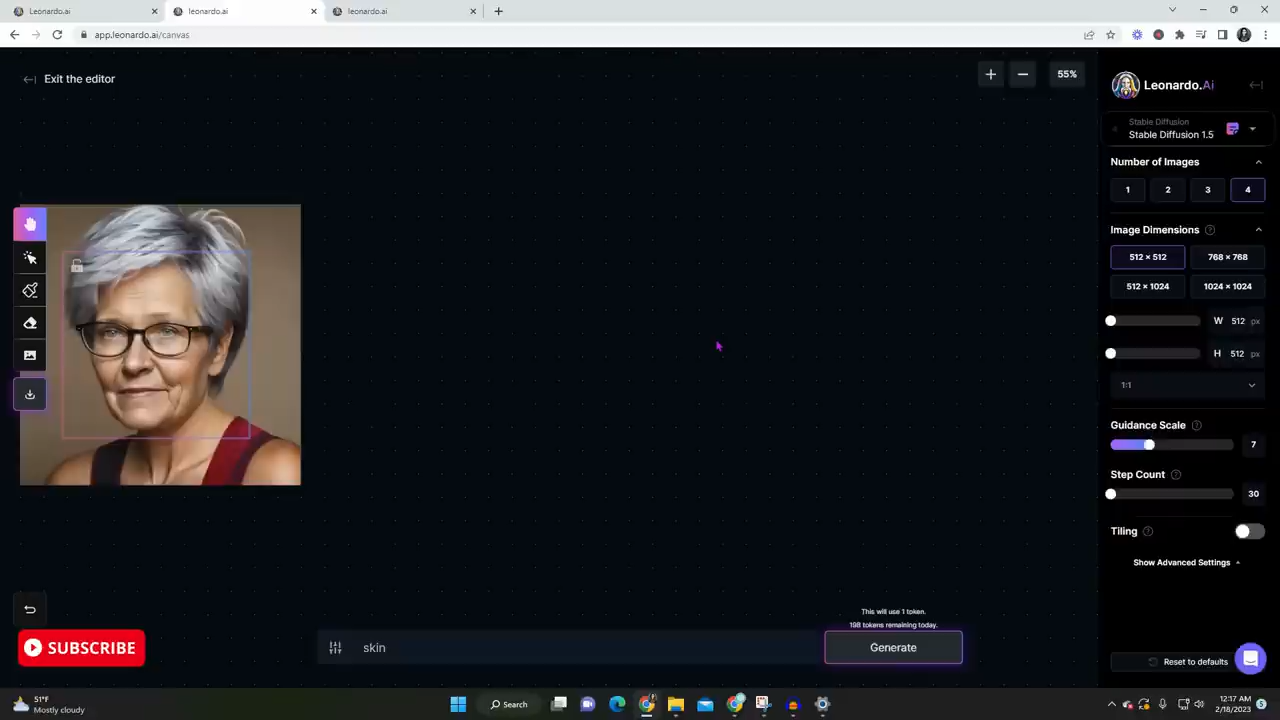 Leonardo.ai
leonardo.ai
leonardo.ai
app.leonardo.ai/canvas
Exit the editor
55%
Leonardo.Ai
Stable Diffusion
Stable Diffusion 1.5
Number of Images
1 2 3 4
Image Dimensions
512 × 512 768 × 768
512 × 1024 1024 × 1024
W 512 px
H 512 px
1:1
Guidance Scale
7
Step Count
30
Tiling
Show Advanced Settings
This will use 1 token.
198 tokens remaining today.
skin
Generate
Reset to defaults
SUBSCRIBE
51°F
Mostly cloudy
Search
12:17 AM
2/18/2023